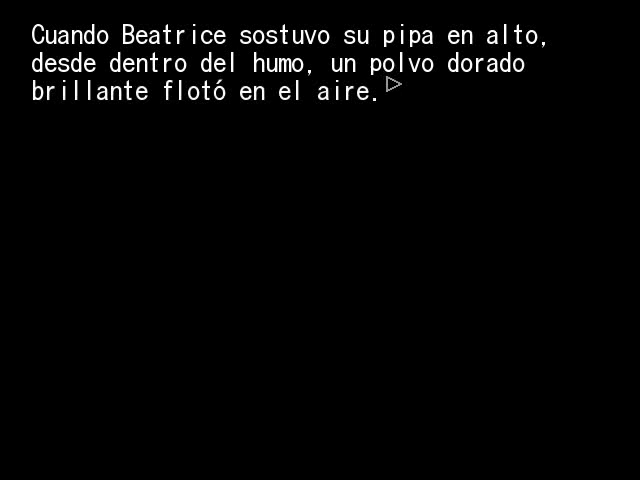 Cuando Beatrice sostuvo su pipa en alto,
desde dentro del humo, un polvo dorado
brillante flotó en el aire.